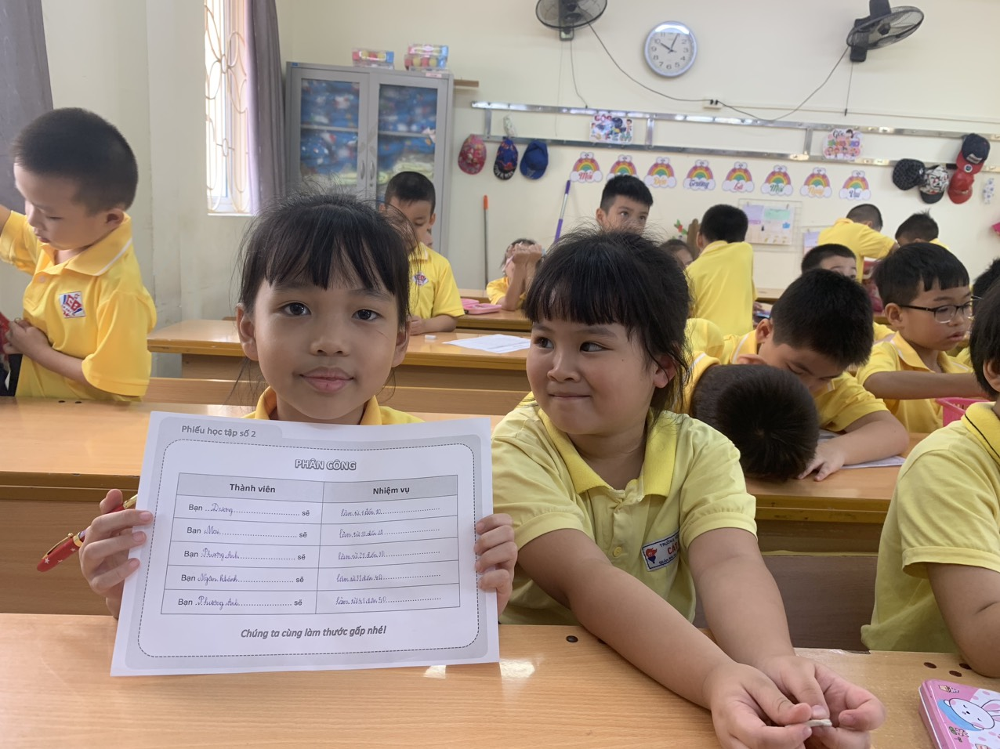 Phiếu học tập số 2
PHÂN CÔNG
Thành viên Nhiệm vụ
Bạn ..Dương........ sẽ làm từ 1 đến 10.........
Bạn ..Mai........ sẽ làm từ 11 đến 20.........
Bạn ..Phương Anh........ sẽ làm từ 21 đến 30.........
Bạn ..Ngân Khánh........ sẽ làm từ 31 đến 40.........
Bạn ..Phương Anh........ sẽ làm từ 41 đến 50.........
Chúng ta cùng làm thước gấp nhé!